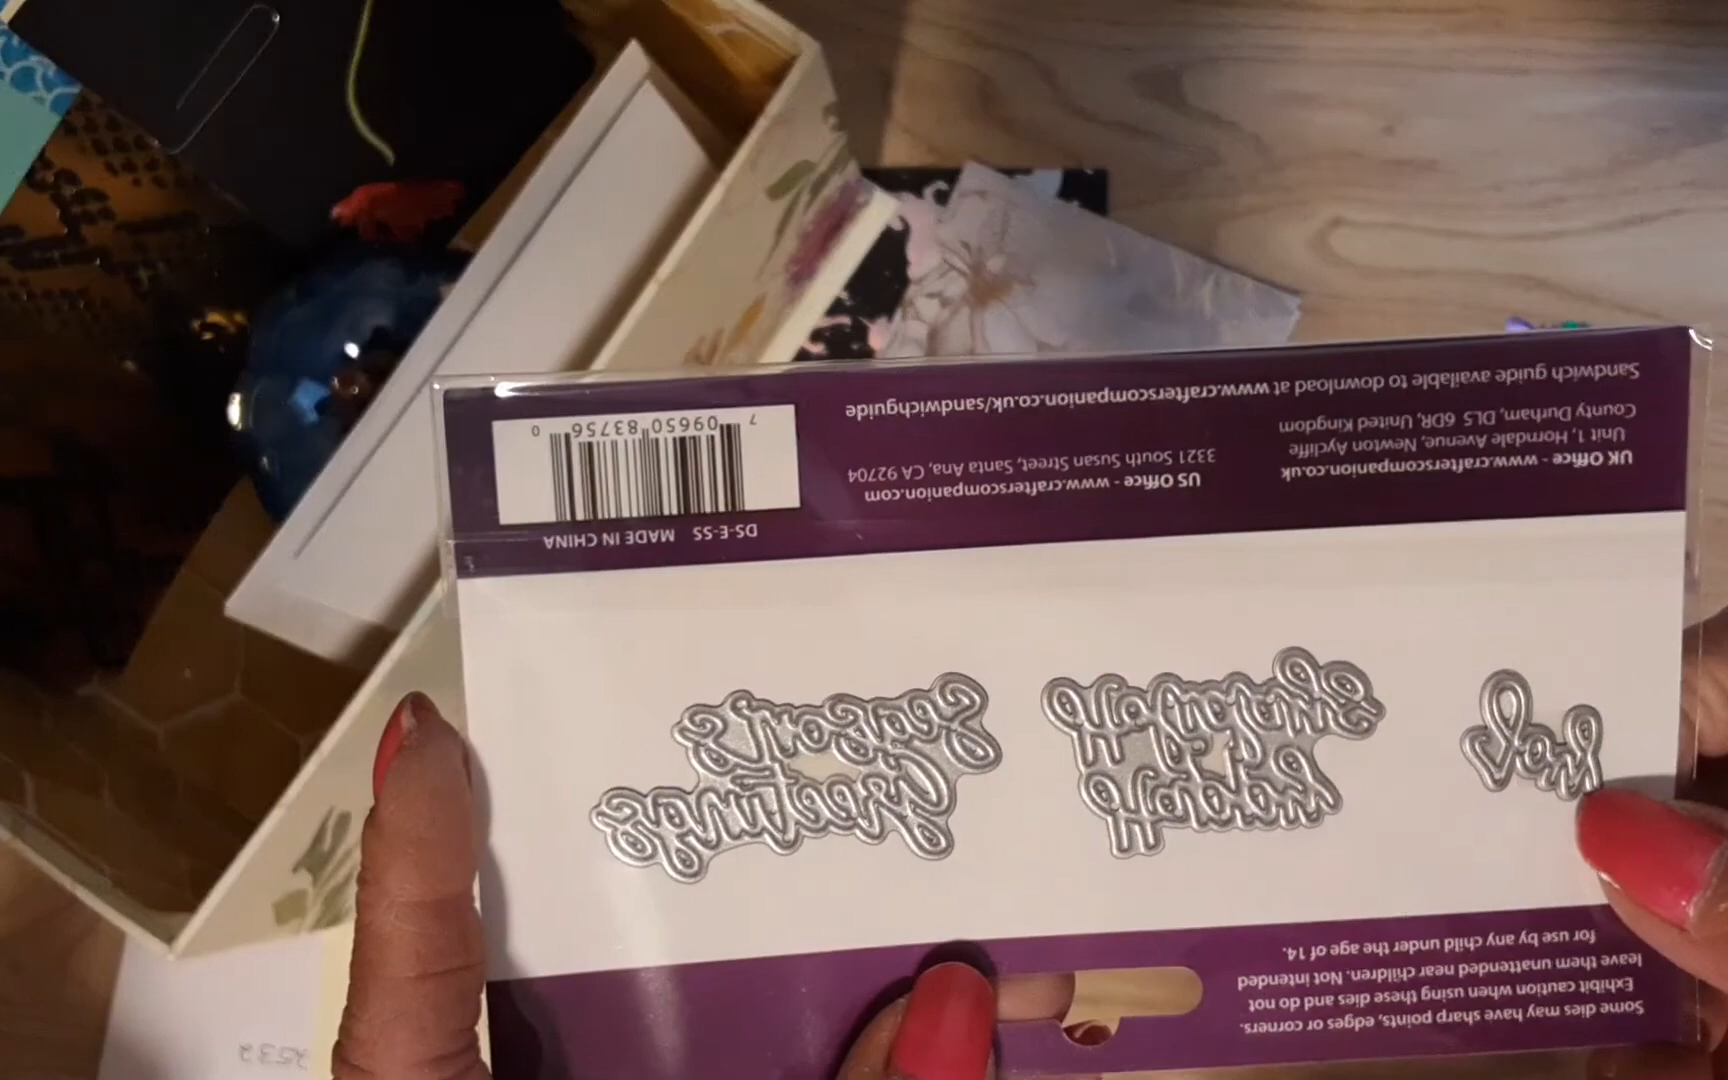 Some dies may have sharp points, edges or corners.
Exhibit caution when using these dies and do not
leave them unattended near children. Not intended
for use by any child under the age of 14.
Joy
Happy
Holidays
Greetings
Season's
DS-E-SS MADE IN CHINA
7 09650 83756 0
US Office - www.crafterscompanion.com
3321 South Susan Street, Santa Ana, CA 92704
UK Office - www.crafterscompanion.co.uk
Unit 1, Horndale Avenue, Newton Aycliffe
County Durham, DL5 6DR, United Kingdom
Sandwich guide available to download at www.crafterscompanion.co.uk/sandwichguide